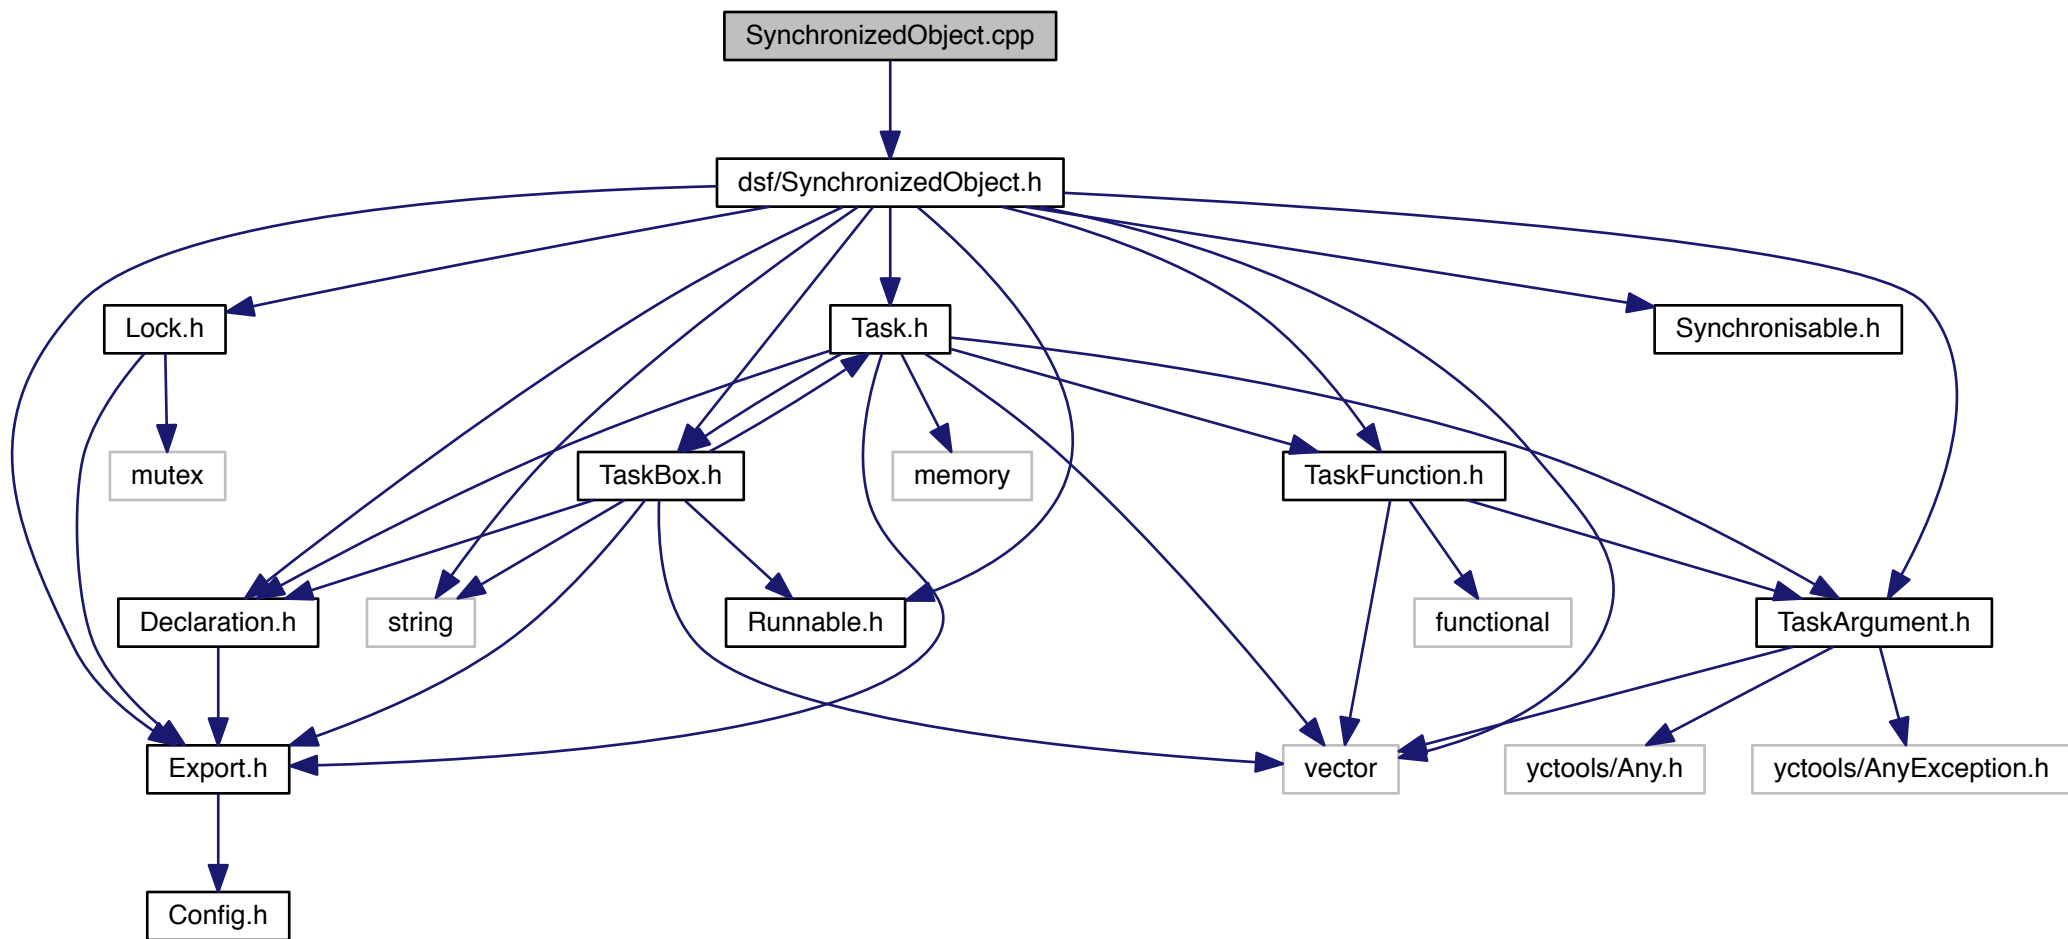 SynchronizedObject.cpp
dsf/SynchronizedObject.h
Lock.h
Task.h
Synchronisable.h
mutex
TaskBox.h
memory
TaskFunction.h
Declaration.h
string
Runnable.h
functional
TaskArgument.h
Export.h
vector
yctools/Any.h
yctools/AnyException.h
Config.h